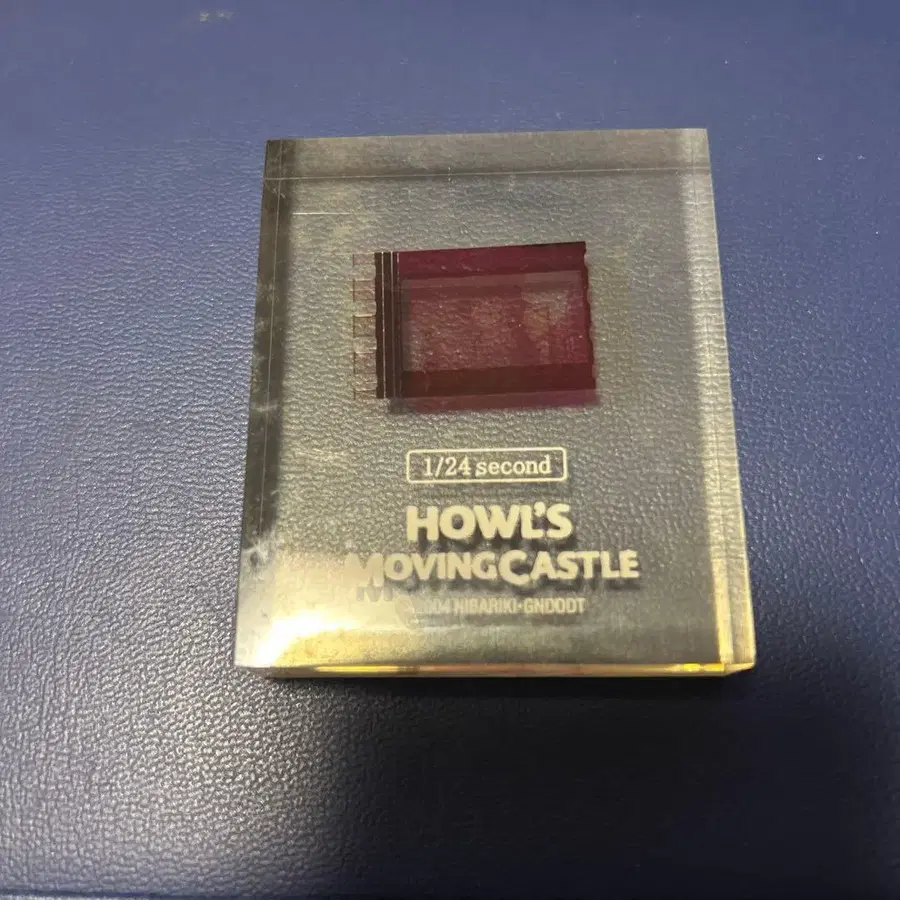 1/24 second
HOWL'S
MOVING CASTLE
2004 NIBARIKI・GNDDDT